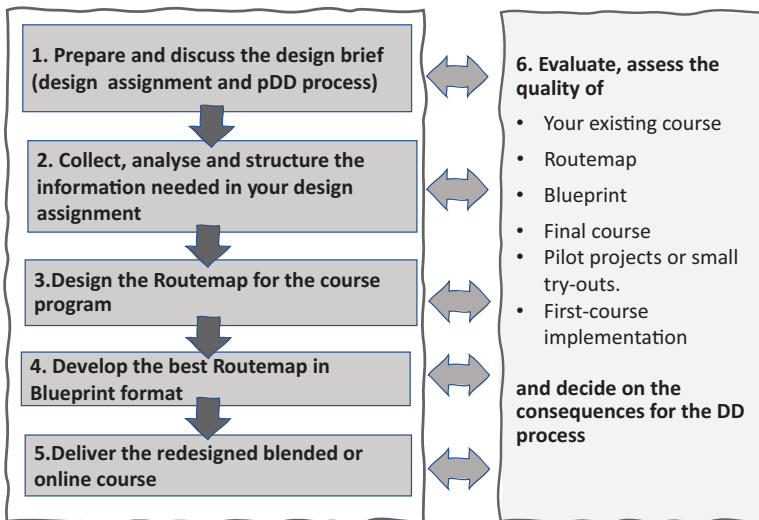 1. Prepare and discuss the design brief
(design assignment and pDD process)
2. Collect, analyse and structure the
information needed in your design
assignment
3.Design the Routemap for the course
program
4. Develop the best Routemap in
Blueprint format
5.Deliver the redesigned blended or
online course
6. Evaluate, assess the
quality of
• Your existing course
• Routemap
• Blueprint
• Final course
• Pilot projects or small
try-outs.
• First-course
implementation
and decide on the
consequences for the DD
process